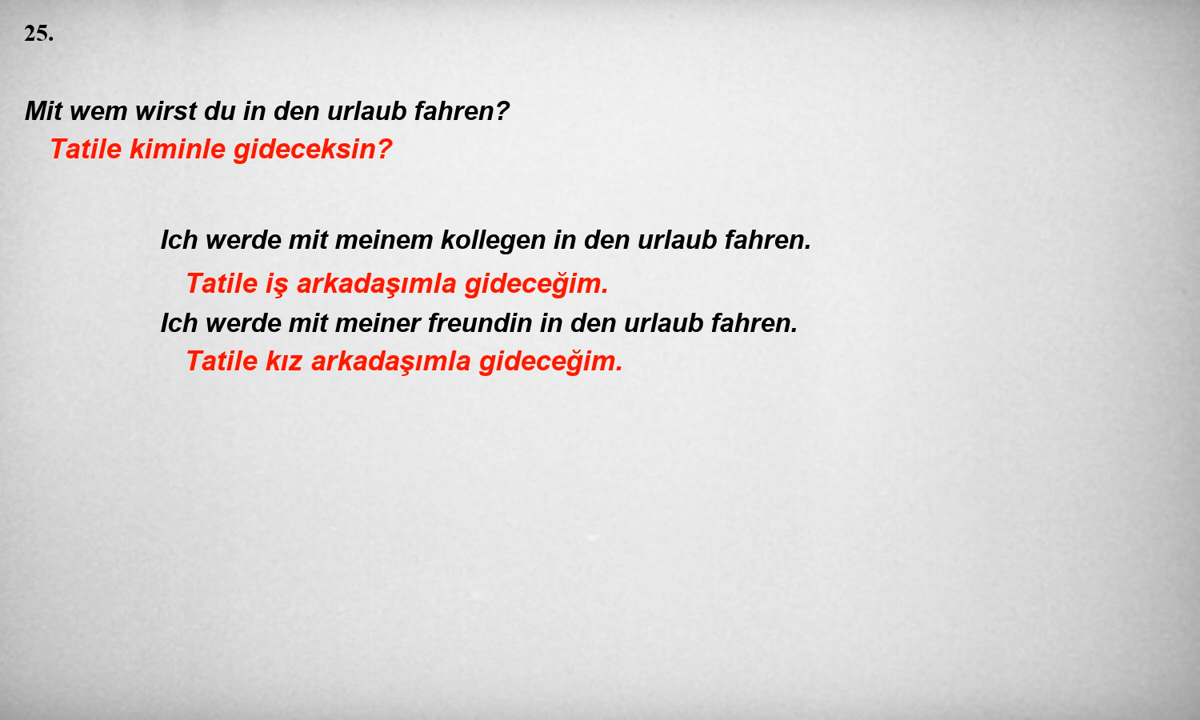 25.
Mit wem wirst du in den urlaub fahren?
Tatile kiminle gideceksin?
Ich werde mit meinem kollegen in den urlaub fahren.
Tatile iş arkadaşımla gideceğim.
Ich werde mit meiner freundin in den urlaub fahren.
Tatile kız arkadaşımla gideceğim.